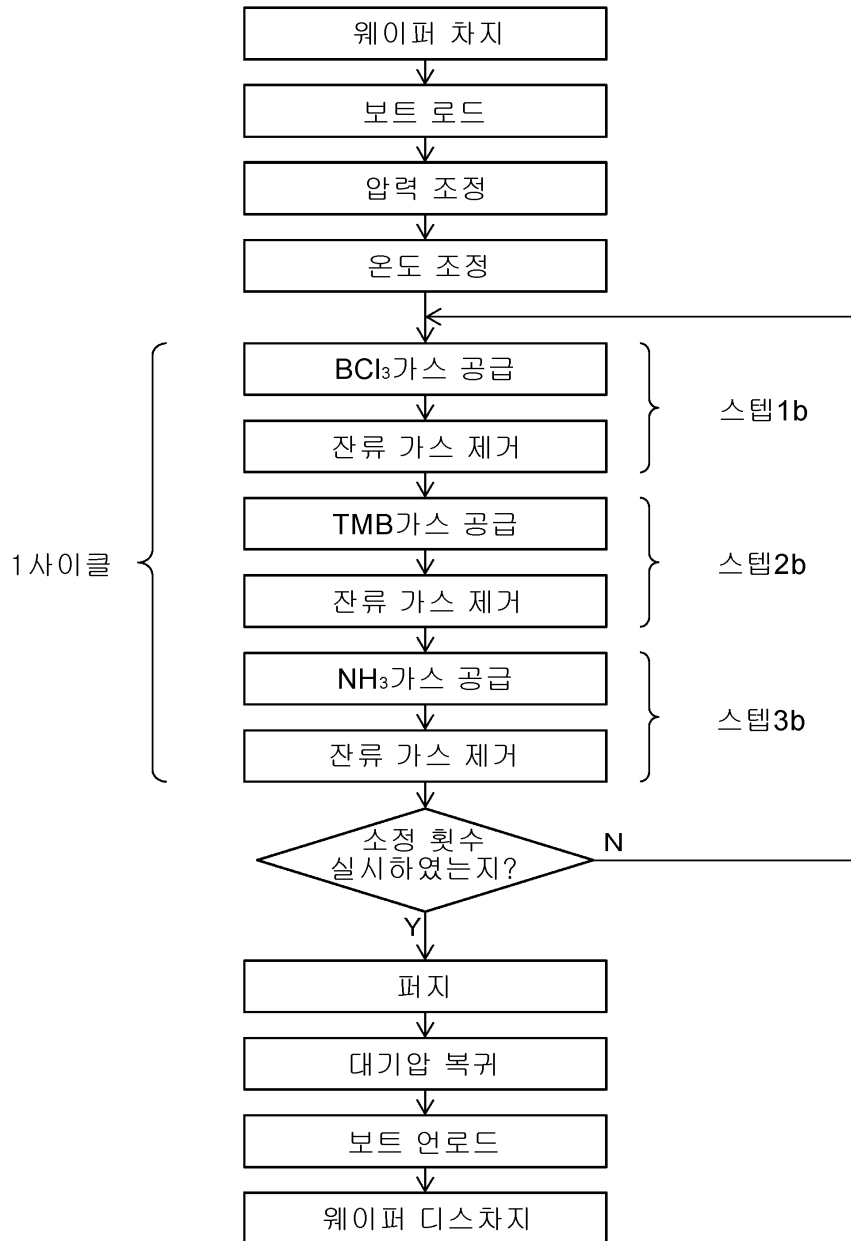 웨이퍼 차지
보트 로드
압력 조정
온도 조정
BCl₃가스 공급
잔류 가스 제거
스텝1b
TMB가스 공급
잔류 가스 제거
스텝2b
1사이클
NH₃가스 공급
잔류 가스 제거
스텝3b
소정 횟수
실시하였는지?
N
Y
퍼지
대기압 복귀
보트 언로드
웨이퍼 디스차지